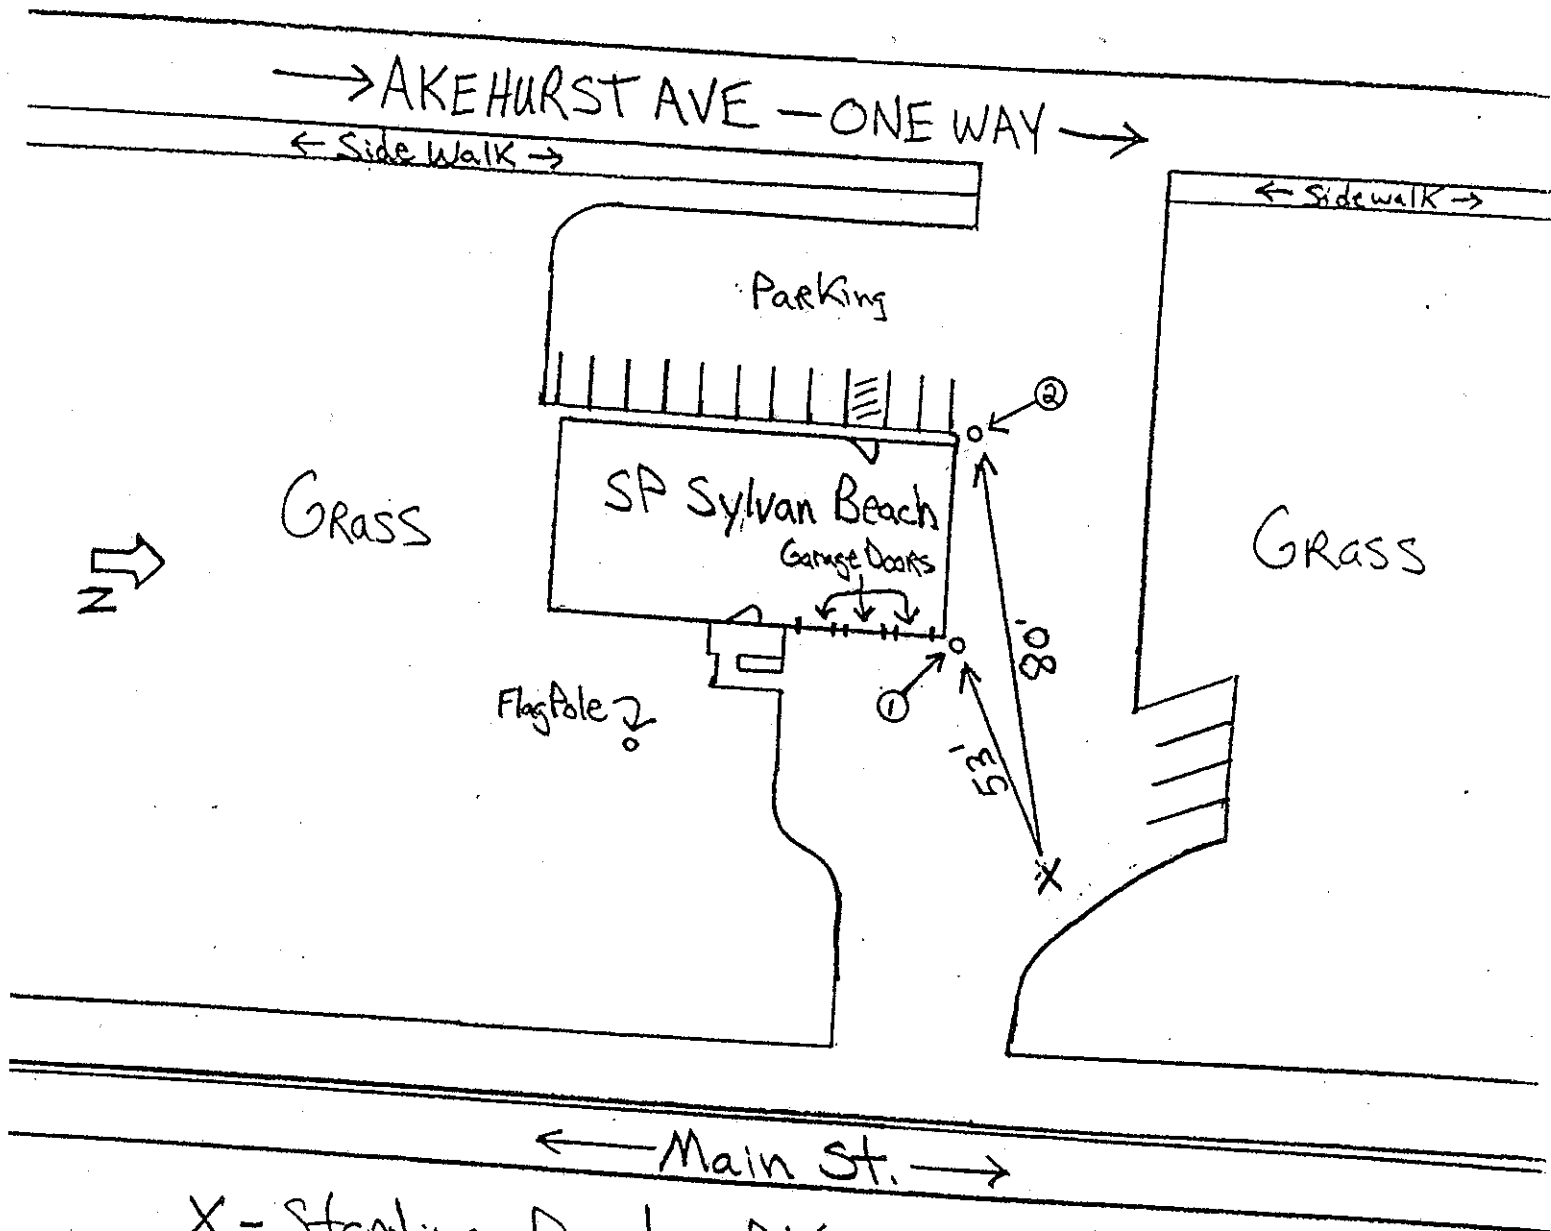 → AKEHURST AVE — ONE WAY →
← Side Walk →
← Sidewalk →
Parking
②
SP Sylvan Beach
Garage Doors
Grass
Grass
N
80'
①
Flag Pole
53'
X
← Main St. →
X - Starling